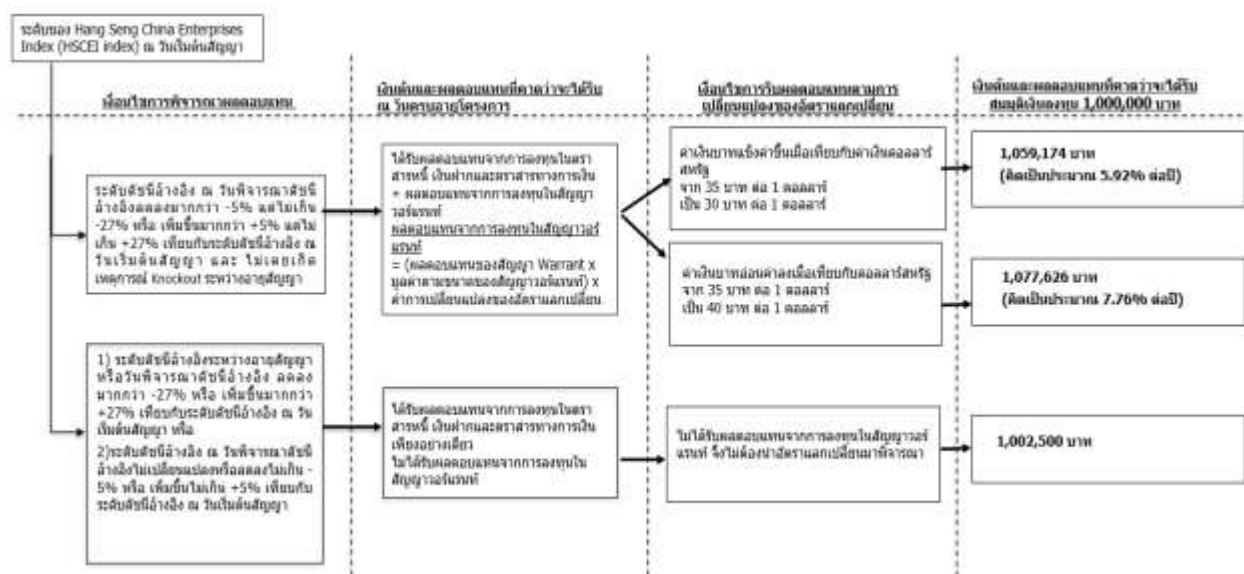 ระดับของ Hang Seng China Enterprises
Index (HSCEI index) ณ วันเริ่มต้นสัญญา
เงื่อนไขการพิจารณาผลตอบแทน
เงินต้นและผลตอบแทนที่คาดว่าจะได้รับ
ณ วันครบอายุโครงการ
เงื่อนไขการรับผลตอบแทนตามการ
เปลี่ยนแปลงของอัตราแลกเปลี่ยน
เงินต้นและผลตอบแทนที่คาดว่าจะได้รับ
สมมุติเงินลงทุน 1,000,000 บาท
ระดับดัชนีอ้างอิง ณ วันพิจารณาดัชนี
อ้างอิงลดลงมากกว่า -5% แต่ไม่เกิน
-27% หรือ เพิ่มขึ้นมากกว่า +5% แต่ไม่
เกิน +27% เทียบกับระดับดัชนีอ้างอิง ณ
วันเริ่มต้นสัญญา และ ไม่เคยเกิด
เหตุการณ์ Knockout ระหว่างอายุสัญญา
ได้รับผลตอบแทนจากการลงทุนในตรา
สารหนี้ เงินฝากและตราสารทางการเงิน
+ ผลตอบแทนจากการลงทุนในสัญญา
วอร์แรนท์
ผลตอบแทนจากการลงทุนในสัญญาวอร์
แรนท์
= (ผลตอบแทนของสัญญา Warrant x
มูลค่าตามขนาดของสัญญาวอร์แรนท์) x
ค่าการเปลี่ยนแปลงของอัตราแลกเปลี่ยน
ค่าเงินบาทแข็งค่าขึ้นเมื่อเทียบกับค่าเงินดอลลาร์
สหรัฐ
จาก 35 บาท ต่อ 1 ดอลลาร์
เป็น 30 บาท ต่อ 1 ดอลลาร์
1,059,174 บาท
(คิดเป็นประมาณ 5.92% ต่อปี)
ค่าเงินบาทอ่อนค่าลงเมื่อเทียบกับดอลลาร์สหรัฐ
จาก 35 บาท ต่อ 1 ดอลลาร์
เป็น 40 บาท ต่อ 1 ดอลลาร์
1,077,626 บาท
(คิดเป็นประมาณ 7.76% ต่อปี)
1) ระดับดัชนีอ้างอิงระหว่างอายุสัญญา
หรือวันพิจารณาดัชนีอ้างอิง ลดลง
มากกว่า -27% หรือ เพิ่มขึ้นมากกว่า
+27% เทียบกับระดับดัชนีอ้างอิง ณ วัน
เริ่มต้นสัญญา หรือ
2)ระดับดัชนีอ้างอิง ณ วันพิจารณาดัชนี
อ้างอิงไม่เปลี่ยนแปลงหรือลดลงไม่เกิน -
5% หรือ เพิ่มขึ้นไม่เกิน +5% เทียบกับ
ระดับดัชนีอ้างอิง ณ วันเริ่มต้นสัญญา
ได้รับผลตอบแทนจากการลงทุนในตรา
สารหนี้ เงินฝากและตราสารทางการเงิน
เพียงอย่างเดียว
ไม่ได้รับผลตอบแทนจากการลงทุนใน
สัญญาวอร์แรนท์
ไม่ได้รับผลตอบแทนจากการลงทุนในสัญญาวอร์
แรนท์ จึงไม่ต้องนำอัตราแลกเปลี่ยนมาพิจารณา
1,002,500 บาท